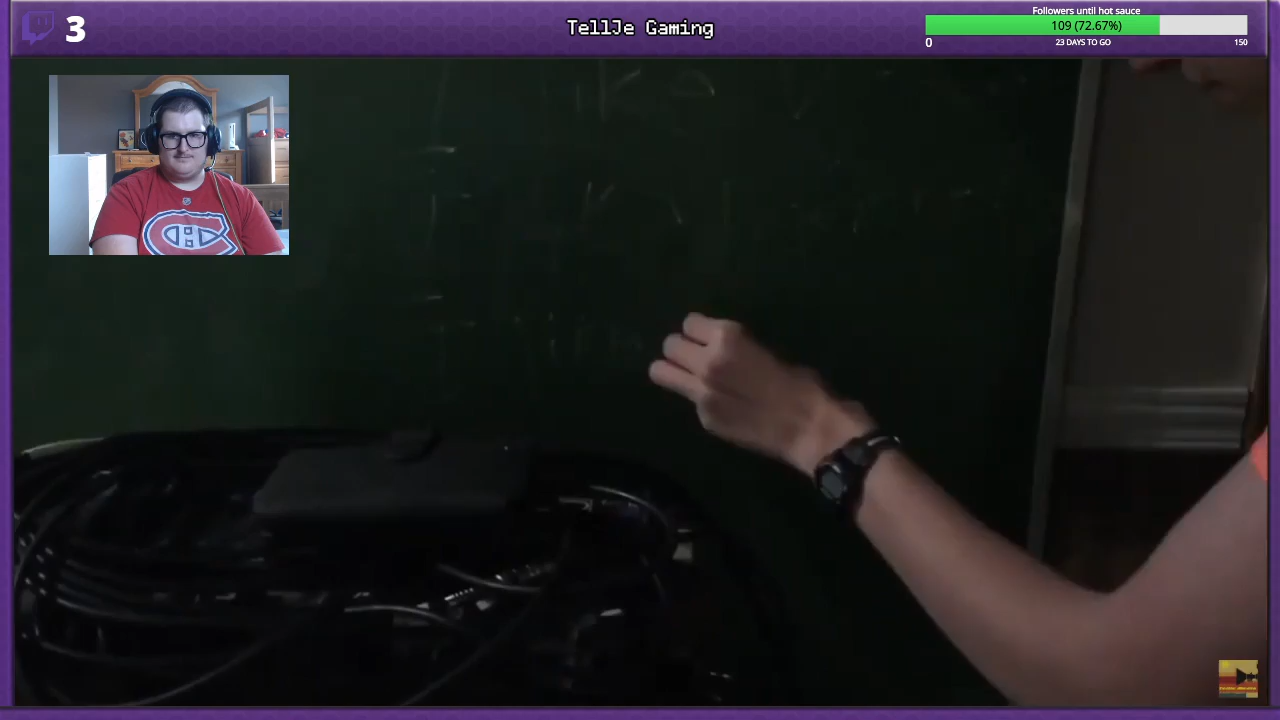 3
TellJe Gaming
Followers until hot sauce
109 (72.67%)
0
23 DAYS TO GO
150